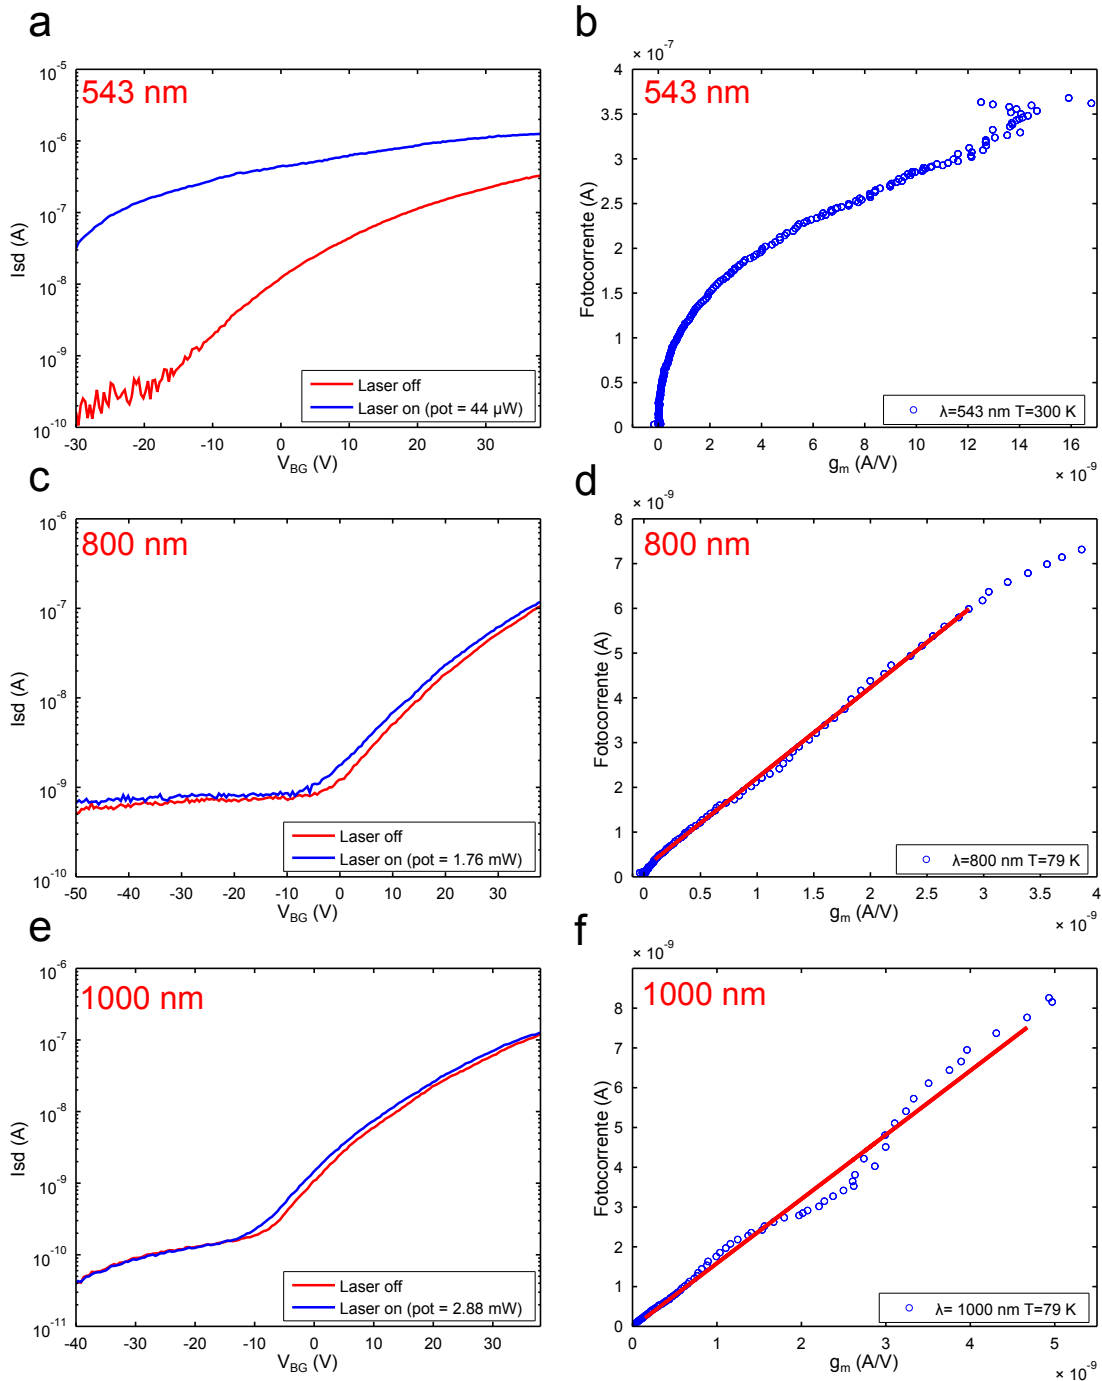 a
543 nm
Isd (A)
10-5
10-6
10-7
10-8
10-9
10-10
-30 -20 -10 0 10 20 30
VBG (V)
Laser off
Laser on (pot = 44 µW)
b
× 10-7
543 nm
Fotocorrente (A)
4
3.5
3
2.5
2
1.5
1
0.5
0
0 2 4 6 8 10 12 14 16
gm (A/V)
× 10-9
λ=543 nm T=300 K
c
800 nm
Isd (A)
10-6
10-7
10-8
10-9
10-10
-50 -40 -30 -20 -10 0 10 20 30
VBG (V)
Laser off
Laser on (pot = 1.76 mW)
d
× 10-9
800 nm
Fotocorrente (A)
8
7
6
5
4
3
2
1
0
0 0.5 1 1.5 2 2.5 3 3.5 4
gm (A/V)
× 10-9
λ=800 nm T=79 K
e
1000 nm
Isd (A)
10-6
10-7
10-8
10-9
10-10
10-11
-40 -30 -20 -10 0 10 20 30
VBG (V)
Laser off
Laser on (pot = 2.88 mW)
f
× 10-9
1000 nm
Fotocorrente (A)
8
7
6
5
4
3
2
1
0
0 1 2 3 4 5
gm (A/V)
× 10-9
λ= 1000 nm T=79 K